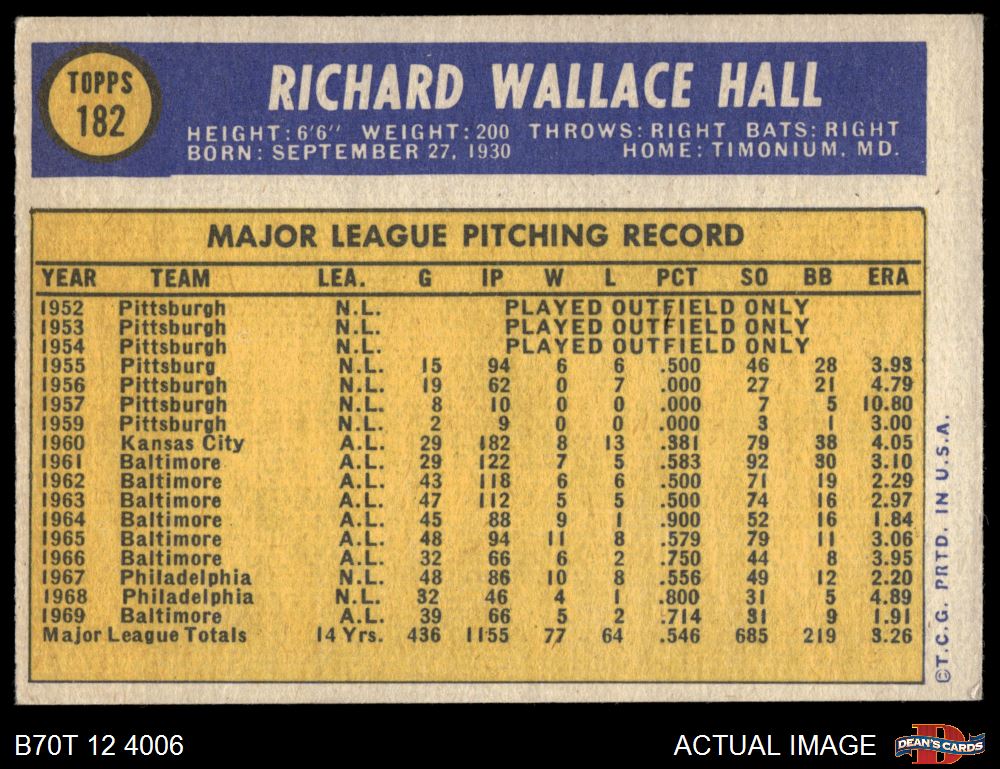 TOPPS
182
RICHARD WALLACE HALL
HEIGHT: 6'6" WEIGHT: 200 THROWS: RIGHT BATS: RIGHT
BORN: SEPTEMBER 27, 1930 HOME: TIMONIUM, MD.
MAJOR LEAGUE PITCHING RECORD
YEAR TEAM LEA. G IP W L PCT SO BB ERA
1952 Pittsburgh N.L. PLAYED OUTFIELD ONLY
1953 Pittsburgh N.L. PLAYED OUTFIELD ONLY
1954 Pittsburgh N.L. PLAYED OUTFIELD ONLY
1955 Pittsburg N.L. 15 94 6 6 .500 46 28 3.93
1956 Pittsburgh N.L. 19 62 0 7 .000 27 21 4.79
1957 Pittsburgh N.L. 8 10 0 0 .000 7 5 10.80
1959 Pittsburgh N.L. 2 9 0 0 .000 3 1 3.00
1960 Kansas City A.L. 29 182 8 13 .381 79 38 4.05
1961 Baltimore A.L. 29 122 7 5 .583 92 30 3.10
1962 Baltimore A.L. 43 118 6 6 .500 71 19 2.29
1963 Baltimore A.L. 47 112 5 5 .500 74 16 2.97
1964 Baltimore A.L. 45 88 9 1 .900 52 16 1.84
1965 Baltimore A.L. 48 94 11 8 .579 79 11 3.06
1966 Baltimore A.L. 32 66 6 2 .750 44 8 3.95
1967 Philadelphia N.L. 48 86 10 8 .556 49 12 2.20
1968 Philadelphia N.L. 32 46 4 1 .800 31 5 4.89
1969 Baltimore A.L. 39 66 5 2 .714 31 9 1.91
Major League Totals 14 Yrs. 436 1155 77 64 .546 685 219 3.26
©T.C.G. PRTD. IN U.S.A.
B70T 12 4006 ACTUAL IMAGE
DEAN'S CARDS